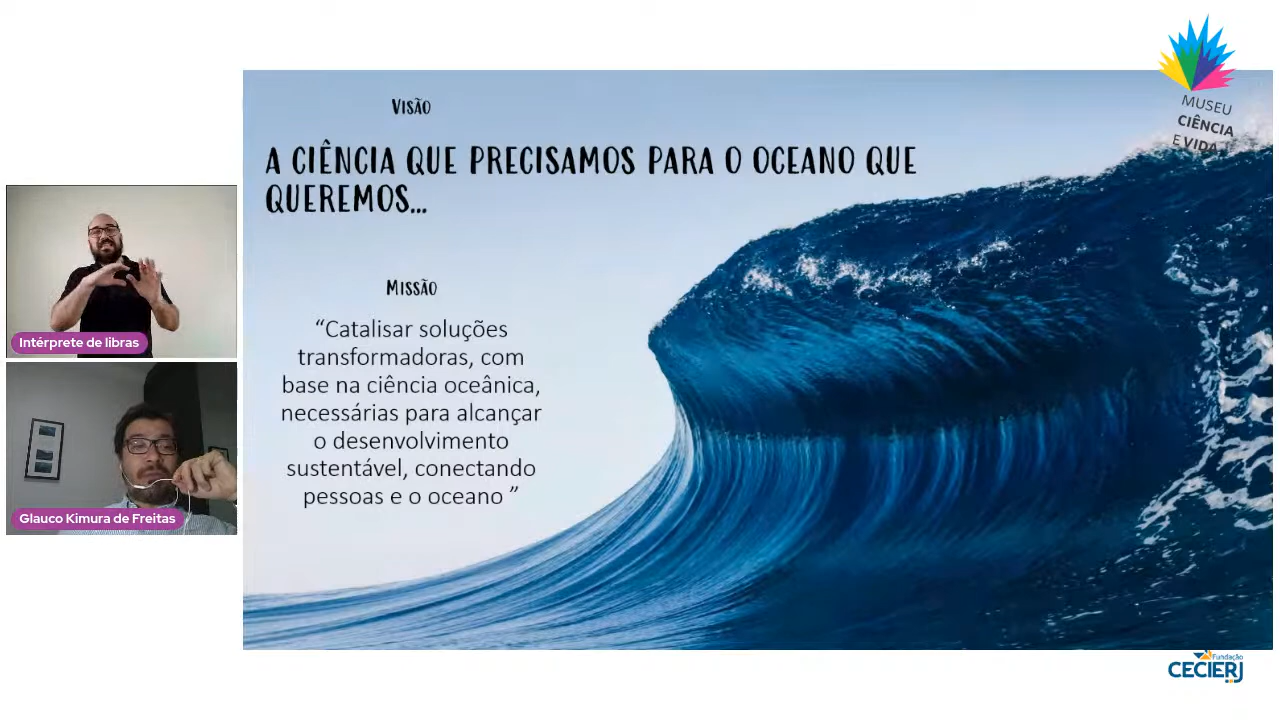 VISÃO
A CIÊNCIA QUE PRECISAMOS PARA O OCEANO QUE
QUEREMOS...
MISSÃO
“Catalisar soluções
transformadoras, com
base na ciência oceânica,
necessárias para alcançar
o desenvolvimento
sustentável, conectando
pessoas e o oceano ”
MUSEU
CIÊNCIA
E VIDA
Intérprete de libras
Glauco Kimura de Freitas
Fundação
CECIERJ